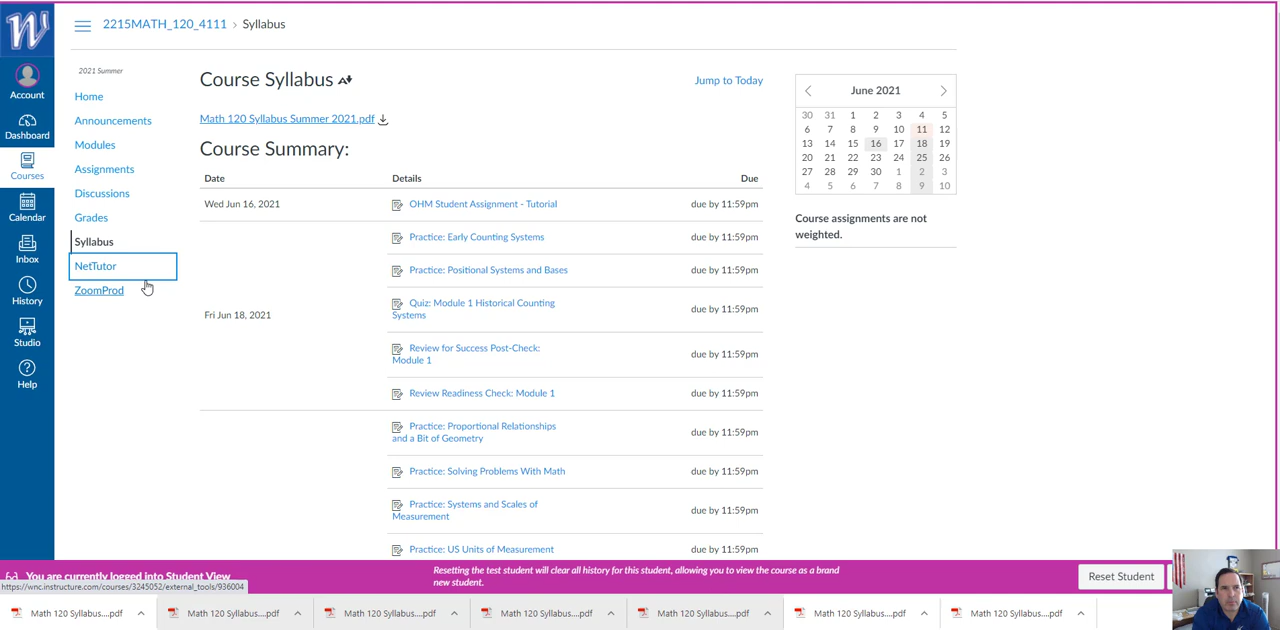 W
2215MATH_120_4111 › Syllabus
Account
Dashboard
Courses
Calendar
Inbox
History
Studio
Help
2021 Summer
Home
Announcements
Modules
Assignments
Discussions
Grades
Syllabus
NetTutor
ZoomProd
Course Syllabus
Jump to Today
Math 120 Syllabus Summer 2021.pdf
Course Summary:
Date Details Due
Wed Jun 16, 2021 OHM Student Assignment - Tutorial due by 11:59pm
Fri Jun 18, 2021
Practice: Early Counting Systems due by 11:59pm
Practice: Positional Systems and Bases due by 11:59pm
Quiz: Module 1 Historical Counting
Systems due by 11:59pm
Review for Success Post-Check:
Module 1 due by 11:59pm
Review Readiness Check: Module 1 due by 11:59pm
Practice: Proportional Relationships
and a Bit of Geometry due by 11:59pm
Practice: Solving Problems With Math due by 11:59pm
Practice: Systems and Scales of
Measurement due by 11:59pm
Practice: US Units of Measurement due by 11:59pm
June 2021
30 31 1 2 3 4 5
6 7 8 9 10 11 12
13 14 15 16 17 18 19
20 21 22 23 24 25 26
27 28 29 30 1 2 3
4 5 6 7 8 9 10
Course assignments are not
weighted.
You are currently logged into Student View
Resetting the test student will clear all history for this student, allowing you to view the course as a brand
new student.
Reset Student
https://wnc.instructure.com/courses/3245052/external_tools/936004
Math 120 Syllabus....pdf
Math 120 Syllabus....pdf
Math 120 Syllabus....pdf
Math 120 Syllabus....pdf
Math 120 Syllabus....pdf
Math 120 Syllabus....pdf
Math 120 Syllabus....pdf